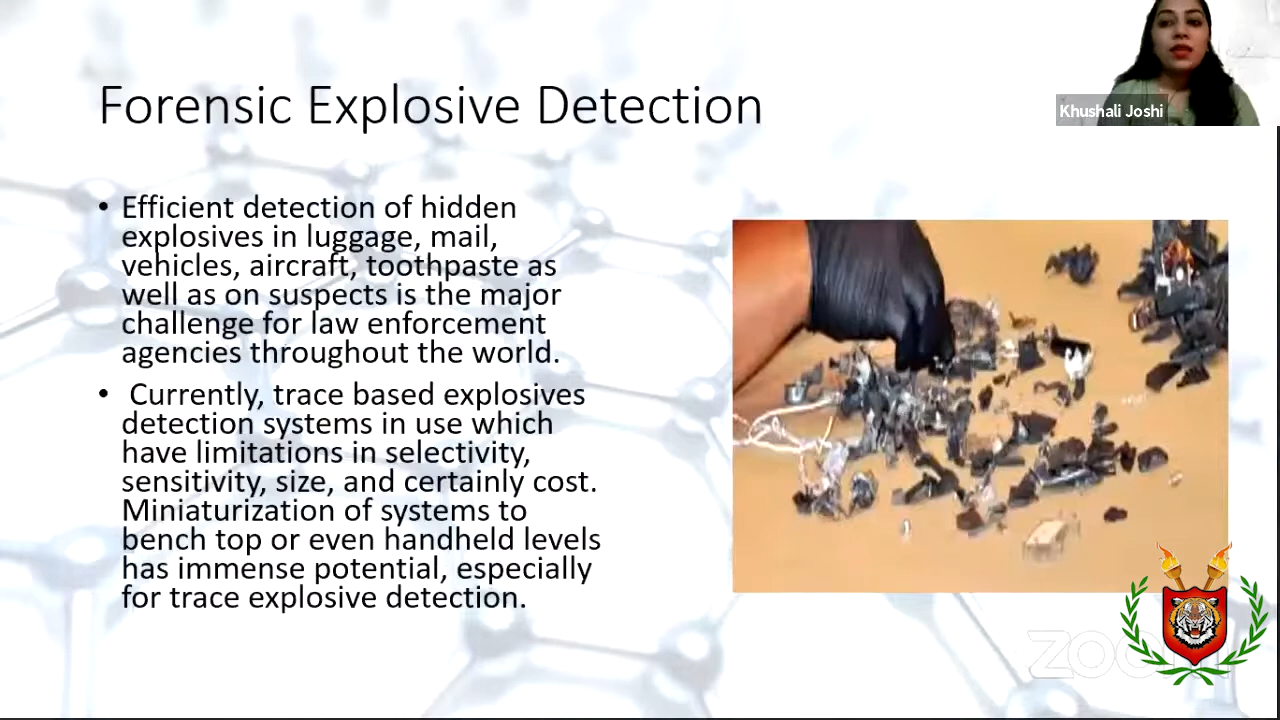 Khushali Joshi
Forensic Explosive Detection
• Efficient detection of hidden
explosives in luggage, mail,
vehicles, aircraft, toothpaste as
well as on suspects is the major
challenge for law enforcement
agencies throughout the world.
• Currently, trace based explosives
detection systems in use which
have limitations in selectivity,
sensitivity, size, and certainly cost.
Miniaturization of systems to
bench top or even handheld levels
has immense potential, especially
for trace explosive detection.
zoom